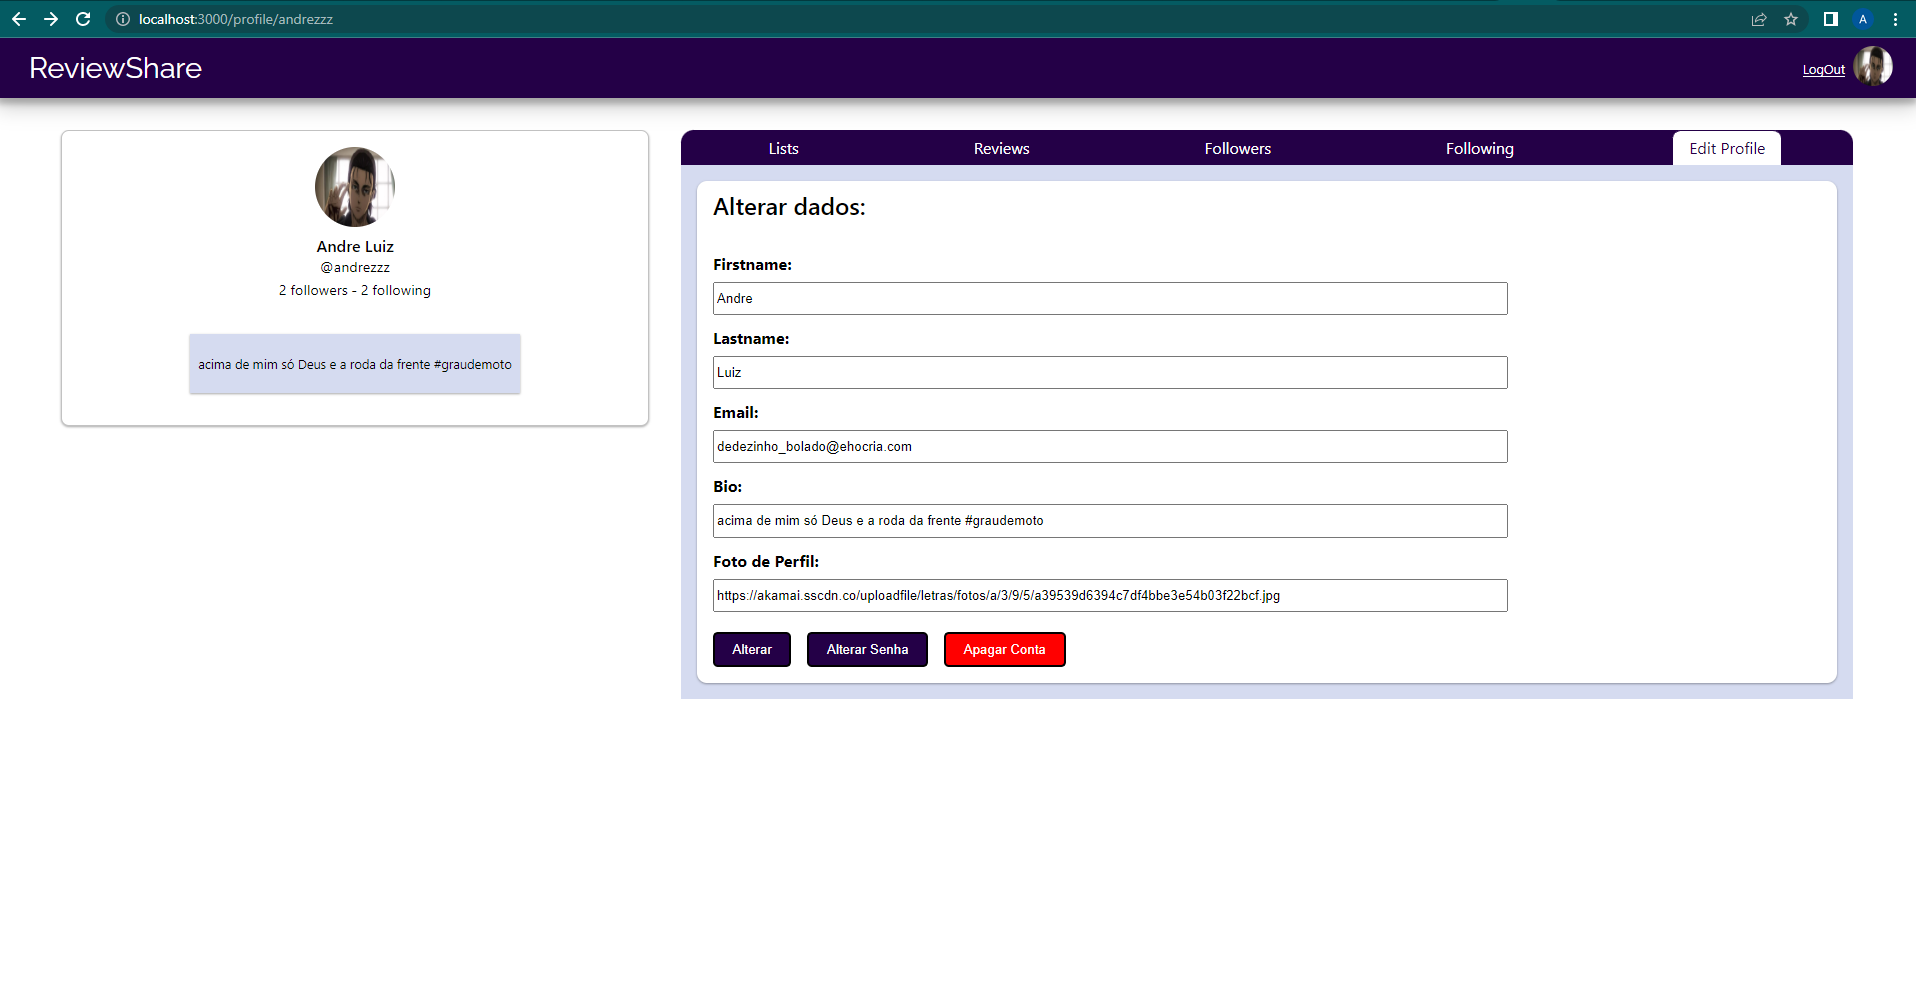 localhost:3000/profile/andrezzz
A
ReviewShare
LogOut
Andre Luiz
@andrezzz
2 followers - 2 following
acima de mim só Deus e a roda da frente #graudemoto
Lists Reviews Followers Following Edit Profile
Alterar dados:
Firstname:
Andre
Lastname:
Luiz
Email:
dedezinho_bolado@ehocria.com
Bio:
acima de mim só Deus e a roda da frente #graudemoto
Foto de Perfil:
https://akamai.sscdn.co/uploadfile/letras/fotos/a/3/9/5/a39539d6394c7df4bbe3e54b03f22bcf.jpg
Alterar Alterar Senha Apagar Conta